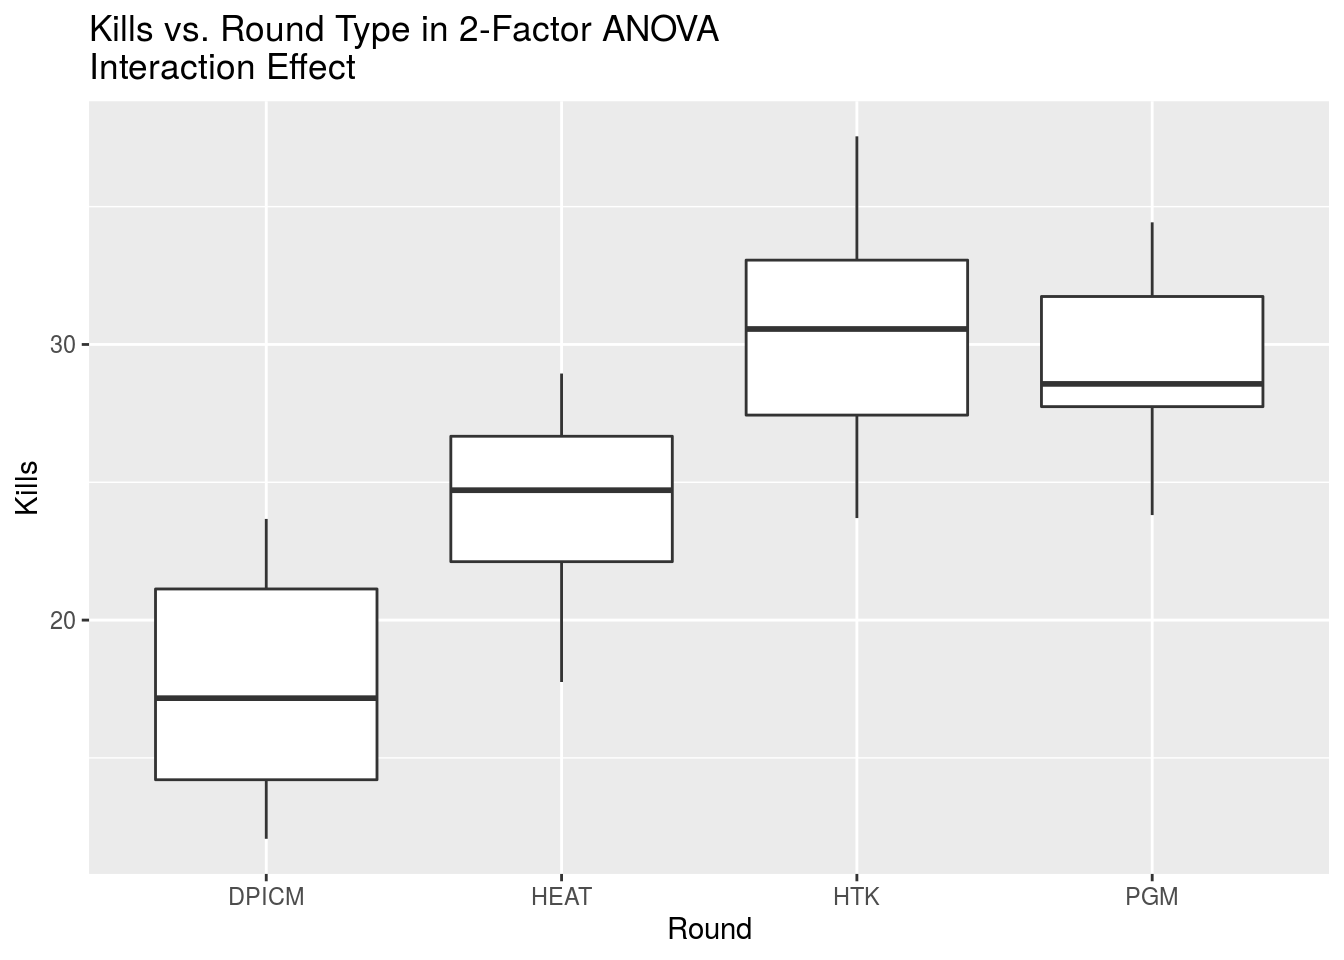 Kills vs. Round Type in 2-Factor ANOVA
Interaction Effect
30
20
Kills
DPICM HEAT HTK PGM
Round